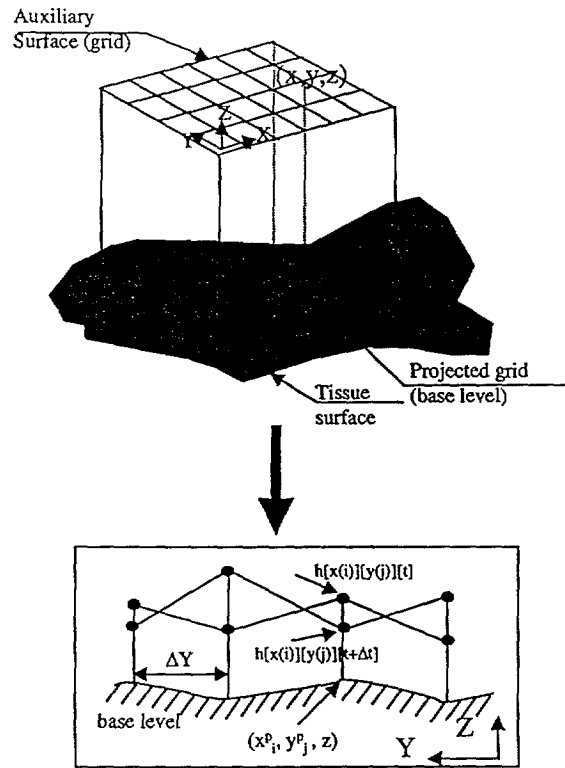 Auxiliary
Surface (grid)
(x,y,z)
Z
Y
X
Projected grid
(base level)
Tissue
surface
h[x(i)][y(j)][t]
h[x(i)][y(j)][t+Δt]
ΔY
base level
(x^p_i, y^p_j, z)
Z
Y